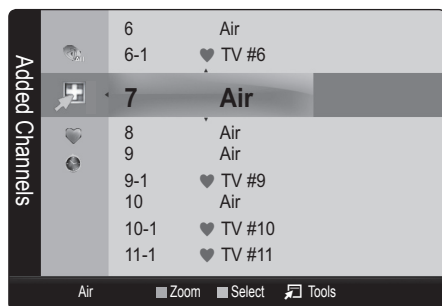 Added Channels
6 Air
6-1 ♥ TV #6
7 Air
8 Air
9 Air
9-1 ♥ TV #9
10 Air
10-1 ♥ TV #10
11-1 ♥ TV #11
Air Zoom Select Tools